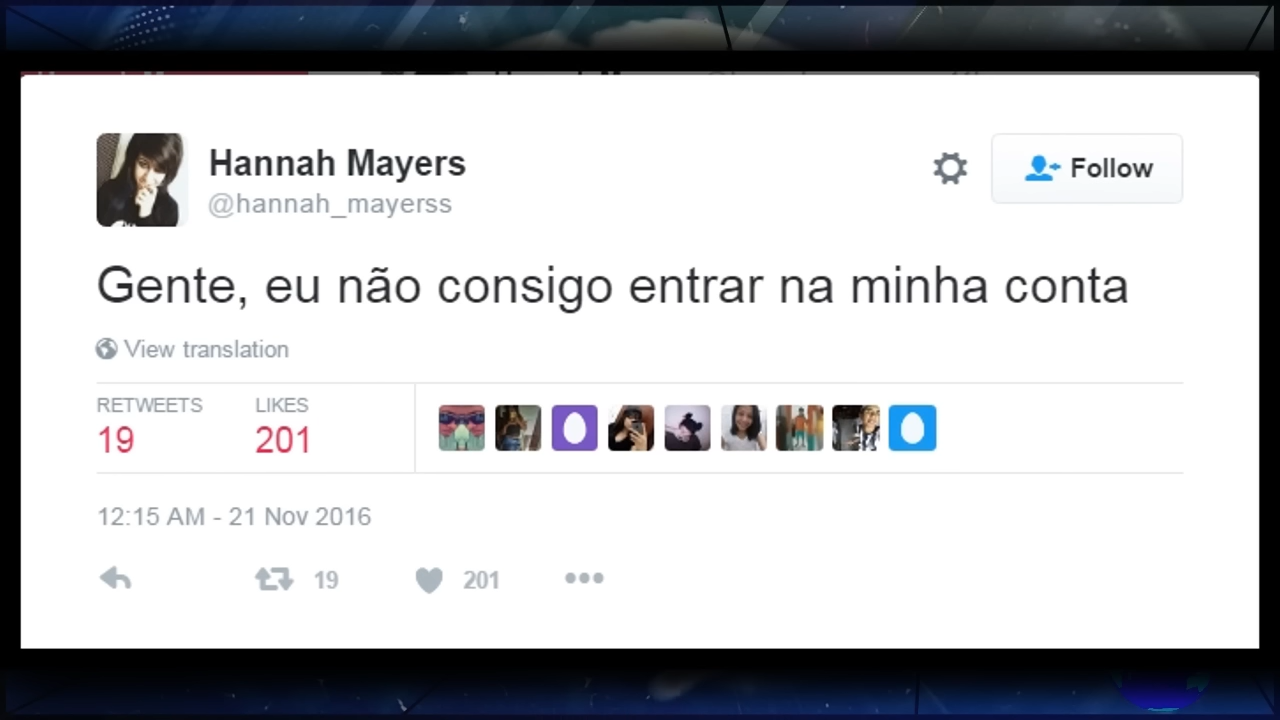 Hannah Mayers
@hannah_mayerss
Follow
Gente, eu não consigo entrar na minha conta
View translation
RETWEETS LIKES
19 201
12:15 AM - 21 Nov 2016
19 201